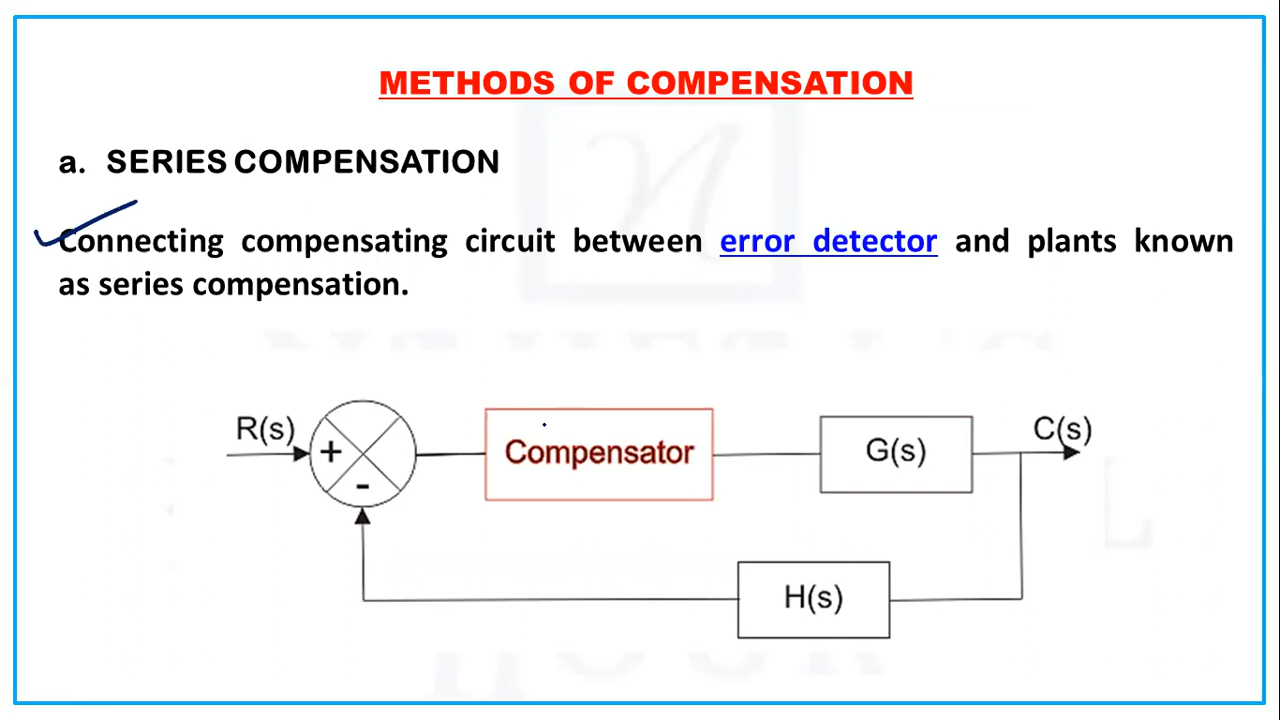 METHODS OF COMPENSATION
a. SERIES COMPENSATION
Connecting compensating circuit between error detector and plants known
as series compensation.
R(s)
+
-
Compensator
G(s)
C(s)
H(s)